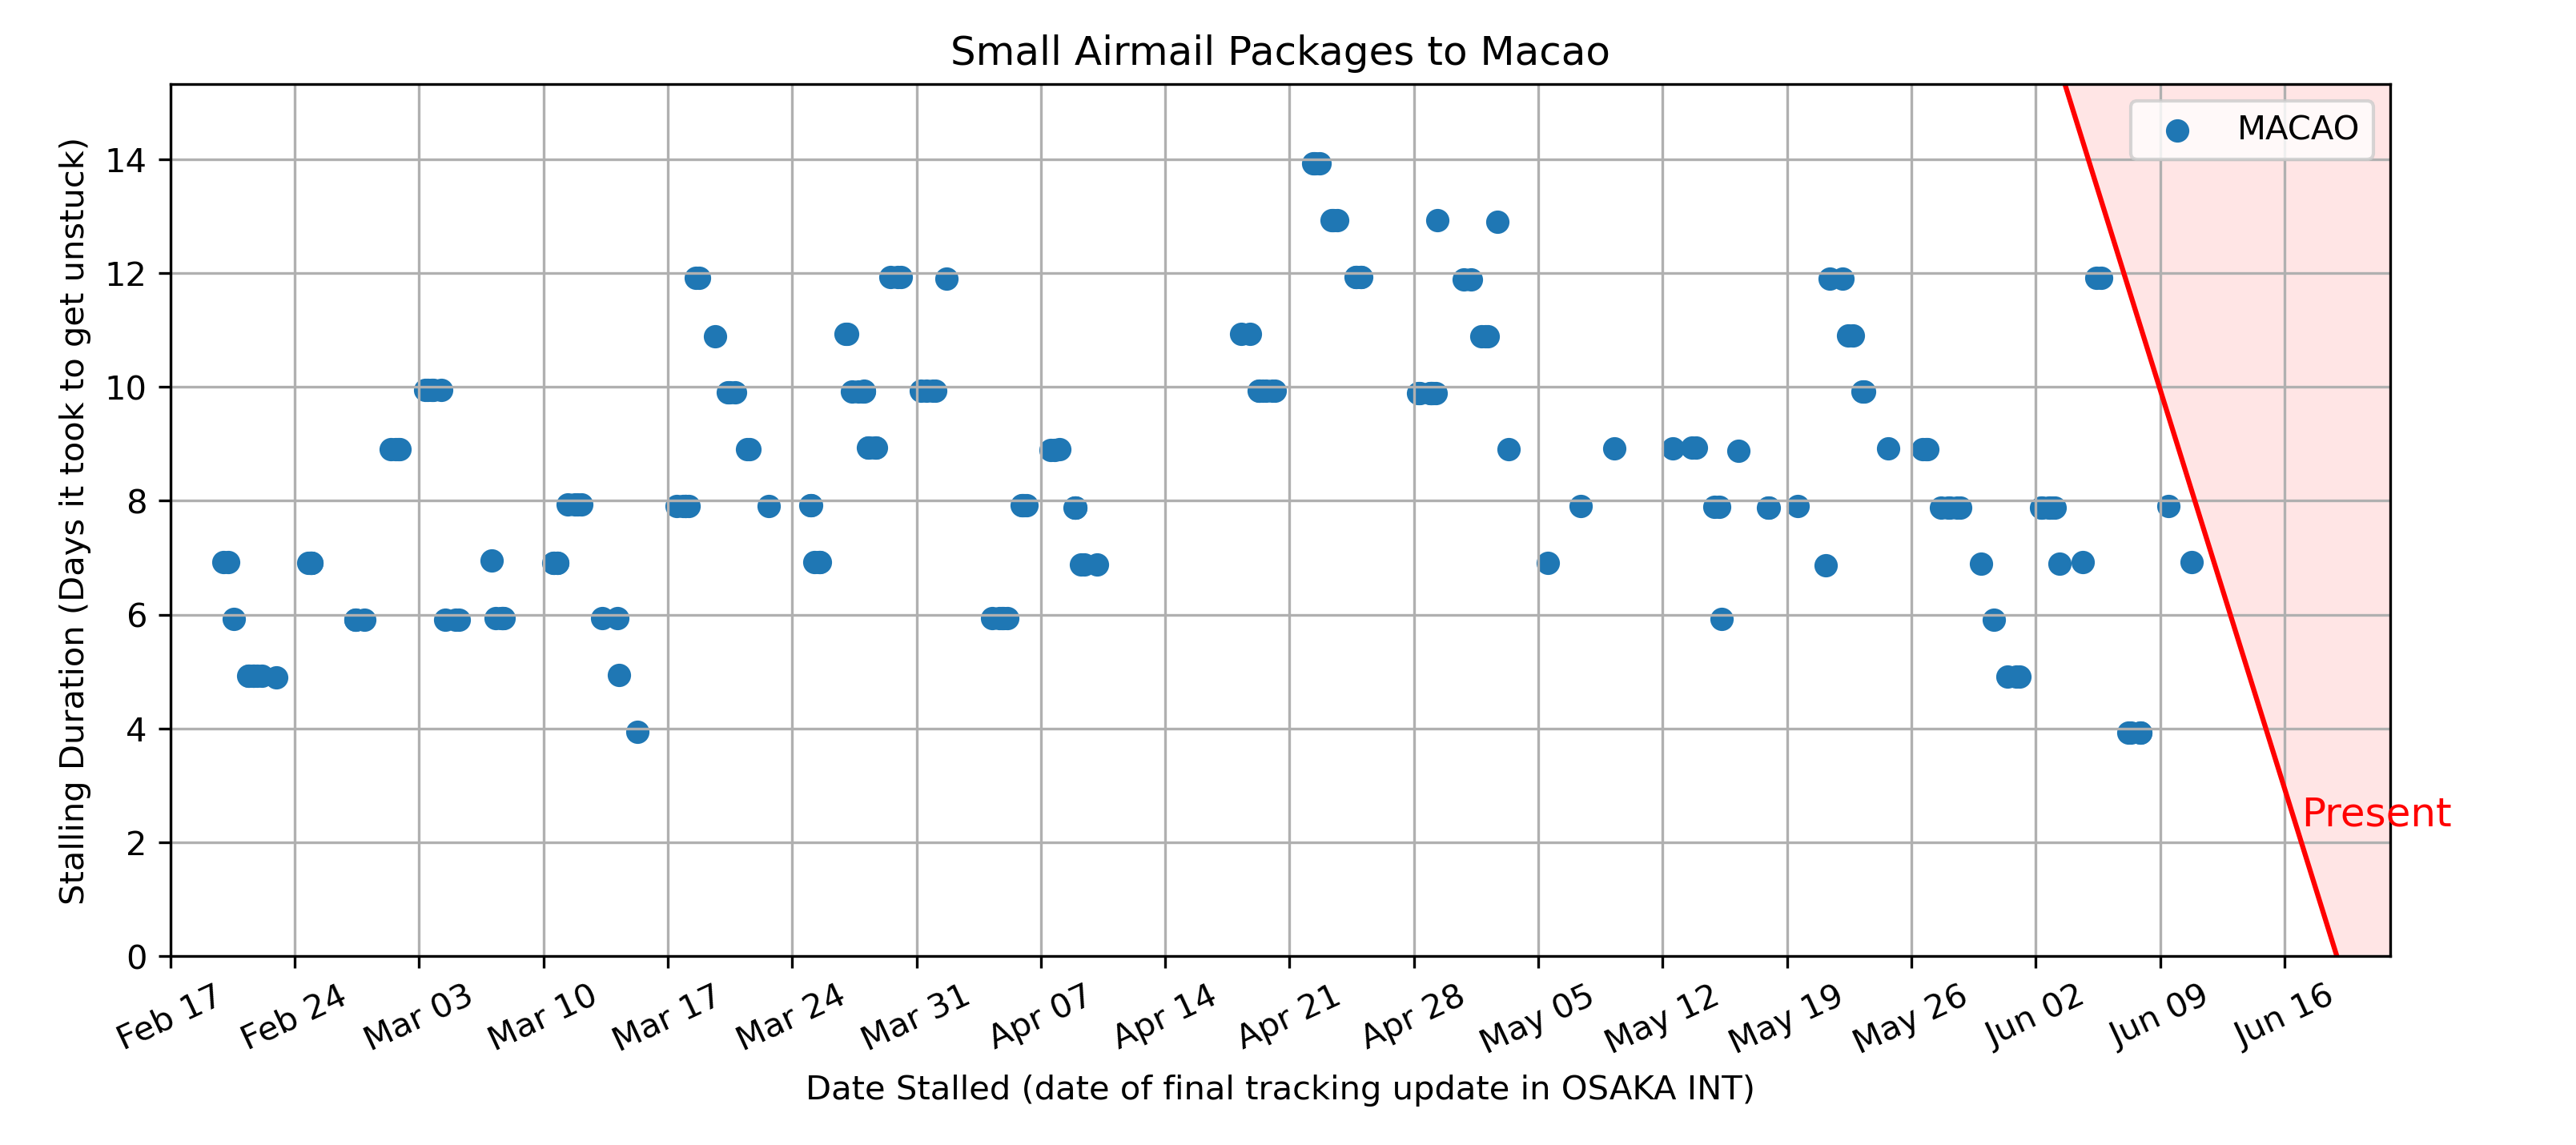 Small Airmail Packages to Macao
MACAO
Stalling Duration (Days it took to get unstuck)
14
12
10
8
6
4
2
0
Present
Feb 17
Feb 24
Mar 03
Mar 10
Mar 17
Mar 24
Mar 31
Apr 07
Apr 14
Apr 21
Apr 28
May 05
May 12
May 19
May 26
Jun 02
Jun 09
Jun 16
Date Stalled (date of final tracking update in OSAKA INT)